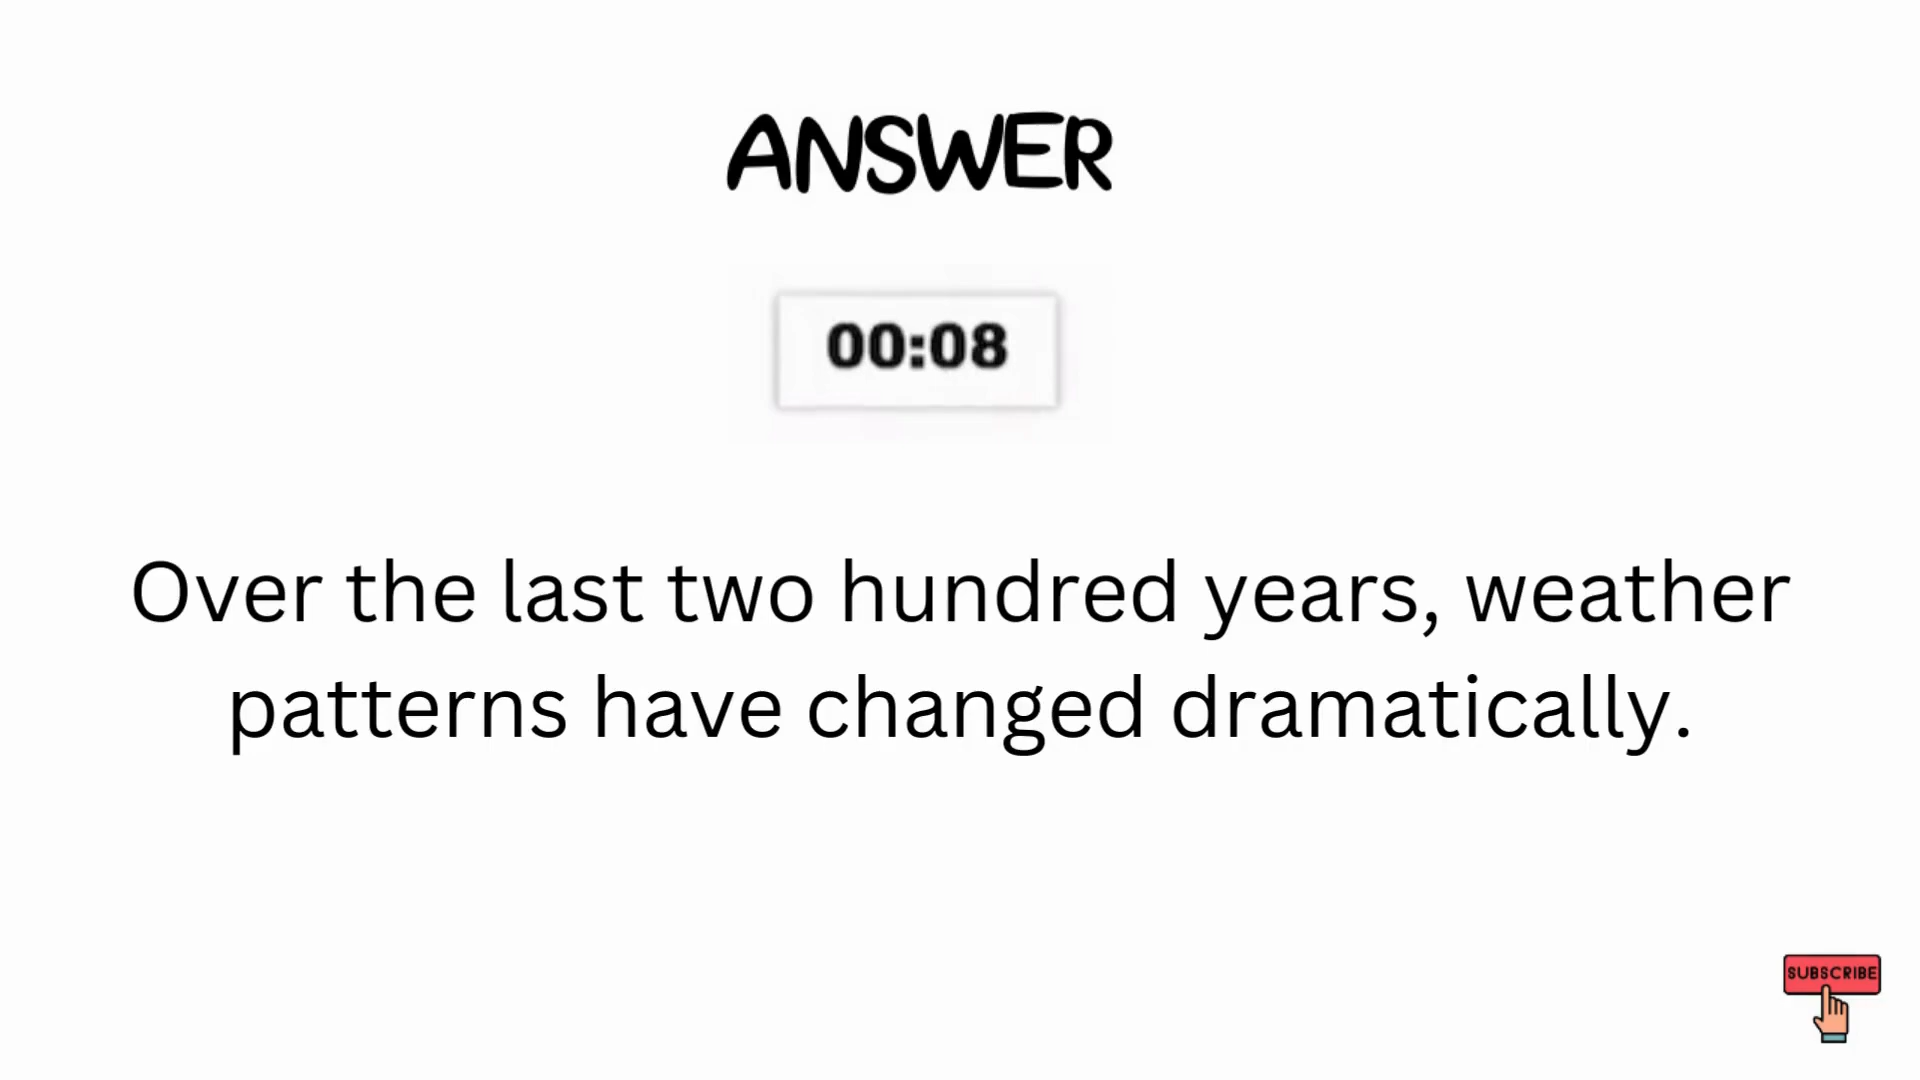 ANSWER
00:08
Over the last two hundred years, weather
patterns have changed dramatically.
SUBSCRIBE